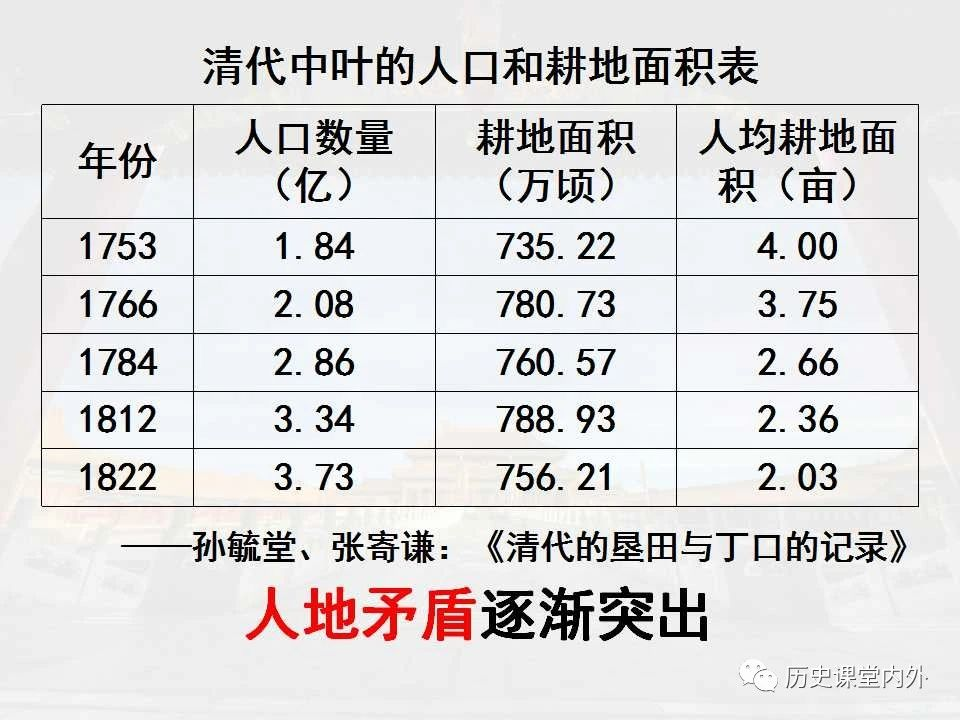 清代中叶的人口和耕地面积表
年份 人口数量（亿） 耕地面积（万顷） 人均耕地面积（亩）
1753 1.84 735.22 4.00
1766 2.08 780.73 3.75
1784 2.86 760.57 2.66
1812 3.34 788.93 2.36
1822 3.73 756.21 2.03
——孙毓堂、张寄谦：《清代的垦田与丁口的记录》
人地矛盾逐渐突出
历史课堂内外